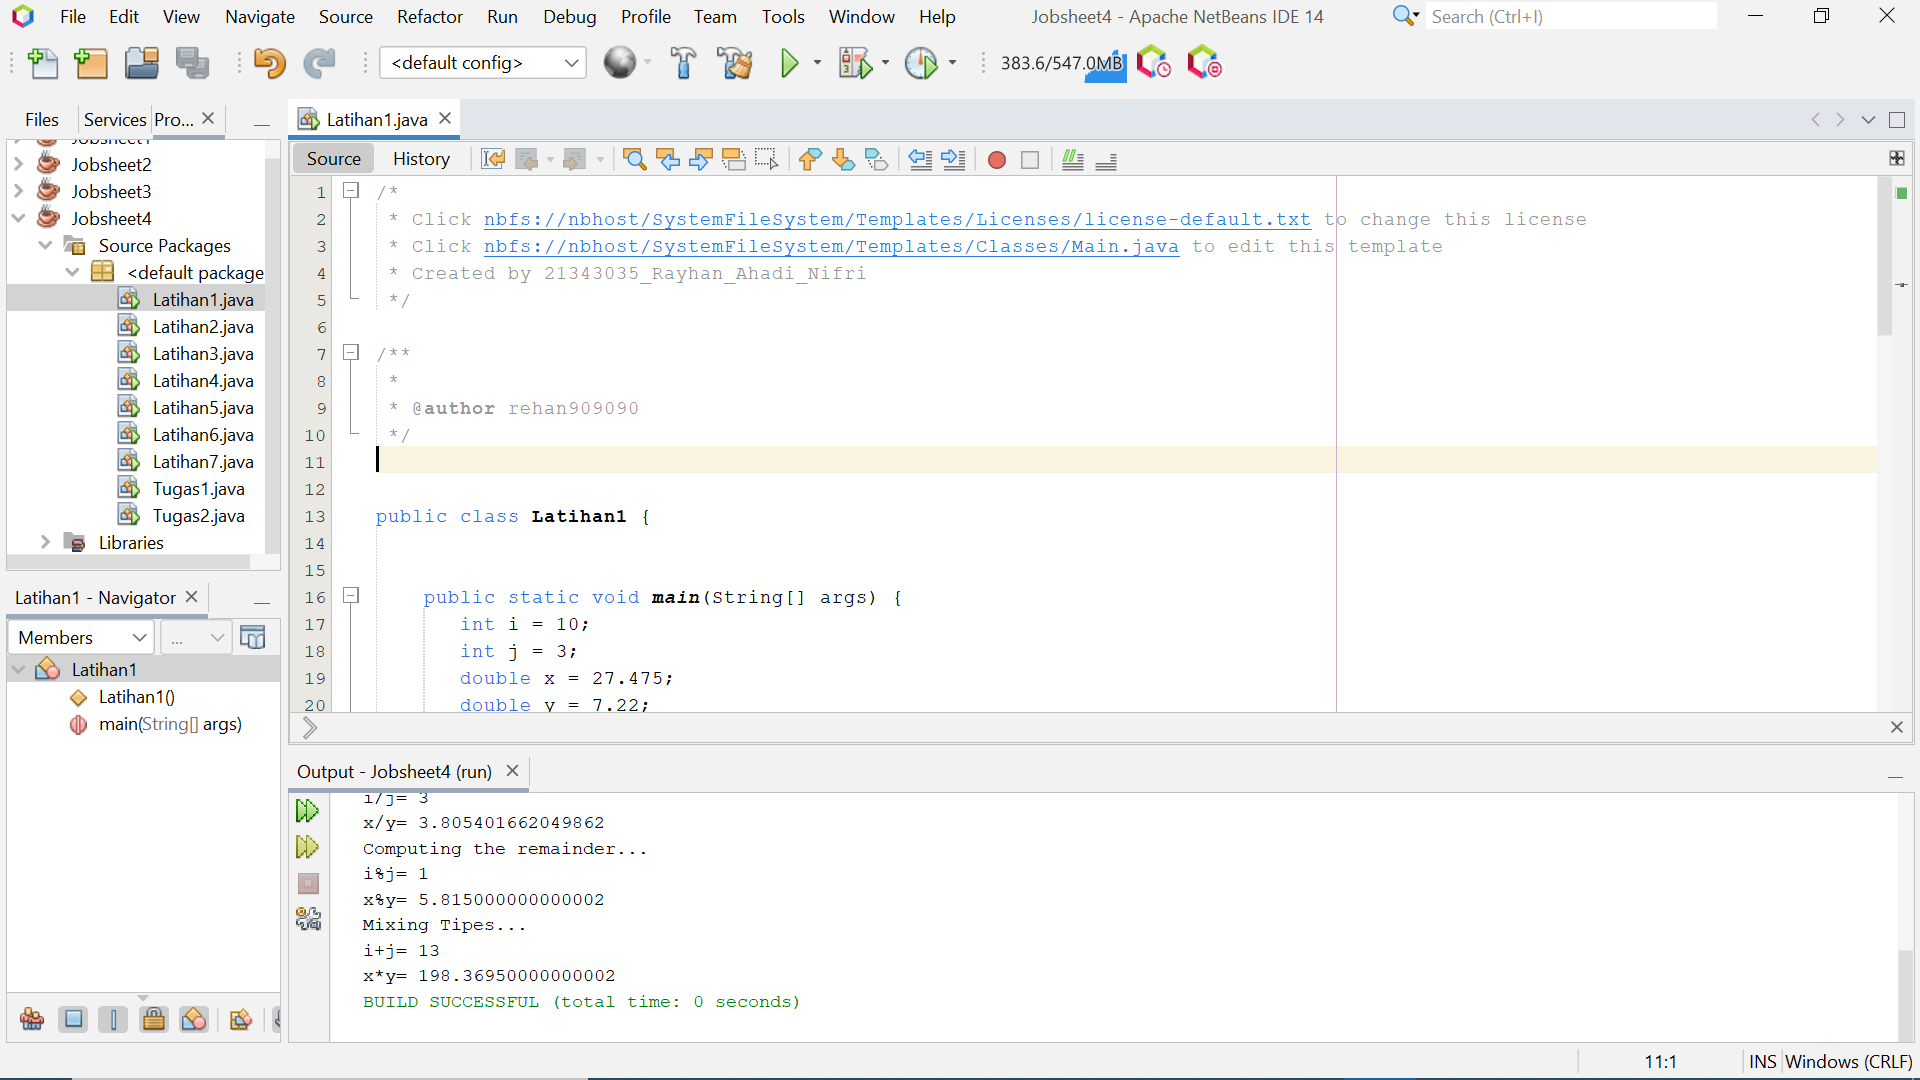 File Edit View Navigate Source Refactor Run Debug Profile Team Tools Window Help
Jobsheet4 - Apache NetBeans IDE 14
Search (Ctrl+I)
<default config>
383.6/547.0MB
Files Services Pro...
Jobsheet1
Jobsheet2
Jobsheet3
Jobsheet4
Source Packages
<default package
Latihan1.java
Latihan2.java
Latihan3.java
Latihan4.java
Latihan5.java
Latihan6.java
Latihan7.java
Tugas1.java
Tugas2.java
Libraries
Latihan1 - Navigator
Members ...
Latihan1
Latihan1()
main(String[] args)
Latihan1.java
Source History
1 /*
2 * Click nbfs://nbhost/SystemFileSystem/Templates/Licenses/license-default.txt to change this license
3 * Click nbfs://nbhost/SystemFileSystem/Templates/Classes/Main.java to edit this template
4 * Created by 21343035_Rayhan_Ahadi_Nifri
5 */
6
7 /**
8 *
9 * @author rehan909090
10 */
11
12
13 public class Latihan1 {
14
15
16 public static void main(String[] args) {
17 int i = 10;
18 int j = 3;
19 double x = 27.475;
20 double y = 7.22;
Output - Jobsheet4 (run)
i/j= 3
x/y= 3.805401662049862
Computing the remainder...
i%j= 1
x%y= 5.815000000000002
Mixing Tipes...
i+j= 13
x*y= 198.36950000000002
BUILD SUCCESSFUL (total time: 0 seconds)
11:1 INS Windows (CRLF)